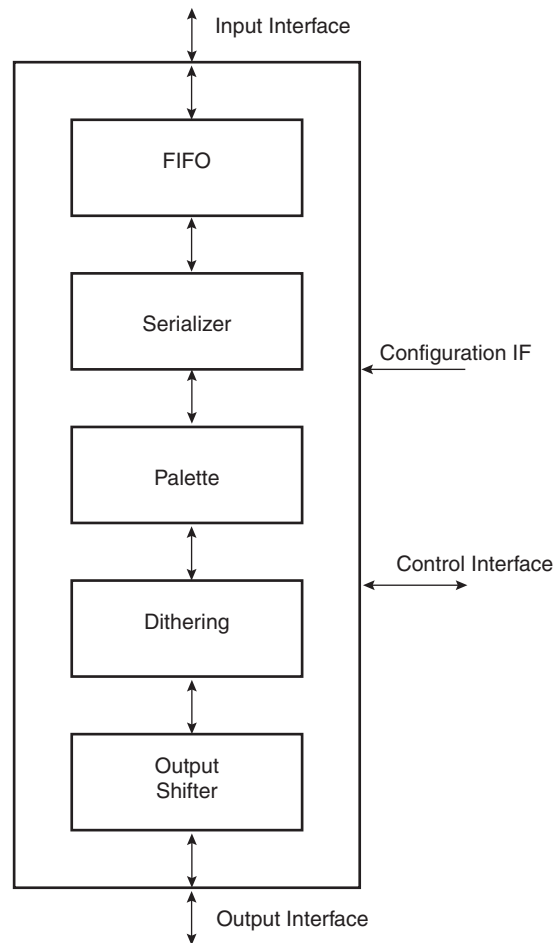 Input Interface
FIFO
Serializer
Configuration IF
Palette
Control Interface
Dithering
Output
Shifter
Output Interface